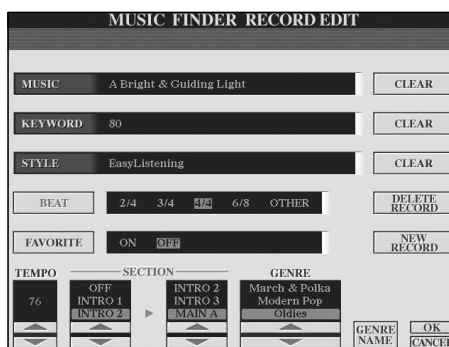 MUSIC FINDER RECORD EDIT
MUSIC A Bright & Guiding Light CLEAR
KEYWORD 80 CLEAR
STYLE EasyListening CLEAR
BEAT 2/4 3/4 4/4 6/8 OTHER DELETE RECORD
FAVORITE ON OFF NEW RECORD
TEMPO SECTION GENRE
OFF INTRO 2 March & Polka
76 INTRO 1 INTRO 3 Modern Pop
INTRO 2 MAIN A Oldies
GENRE NAME OK
CANCEL